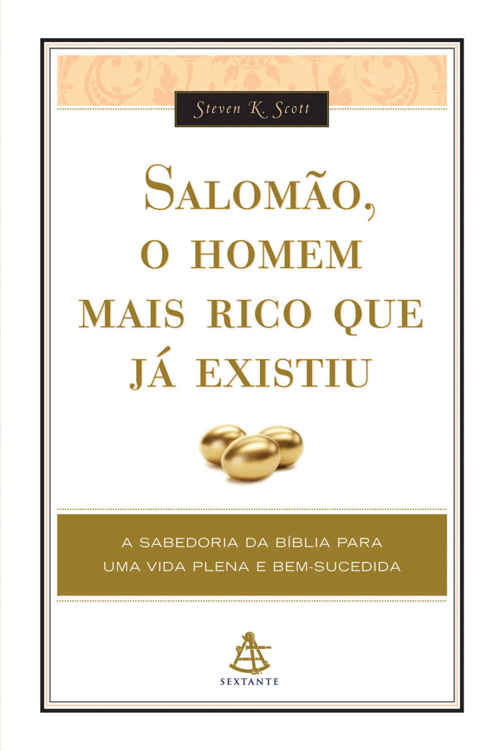 Steven K. Scott
SALOMÃO,
O HOMEM
MAIS RICO QUE
JÁ EXISTIU
A SABEDORIA DA BÍBLIA PARA
UMA VIDA PLENA E BEM-SUCEDIDA
SEXTANTE